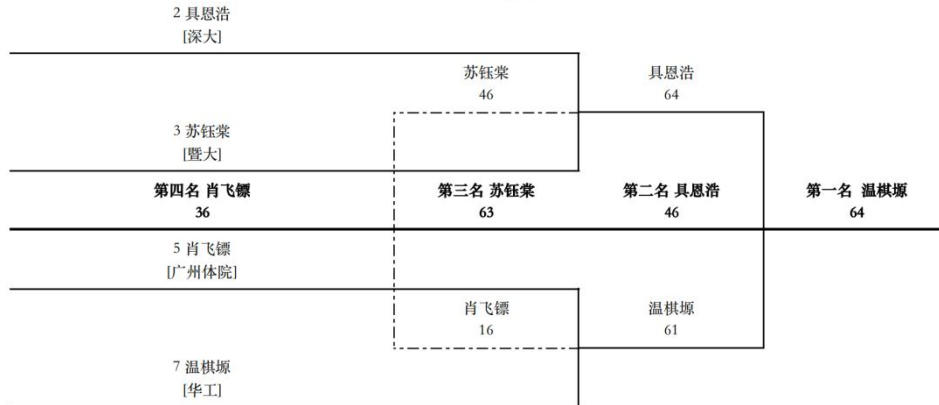 2 具恩浩
[深大]
苏钰棠
46
具恩浩
64
3 苏钰棠
[暨大]
第四名 肖飞镖
36
第三名 苏钰棠
63
第二名 具恩浩
46
第一名 温棋塬
64
5 肖飞镖
[广州体院]
肖飞镖
16
温棋塬
61
7 温棋塬
[华工]